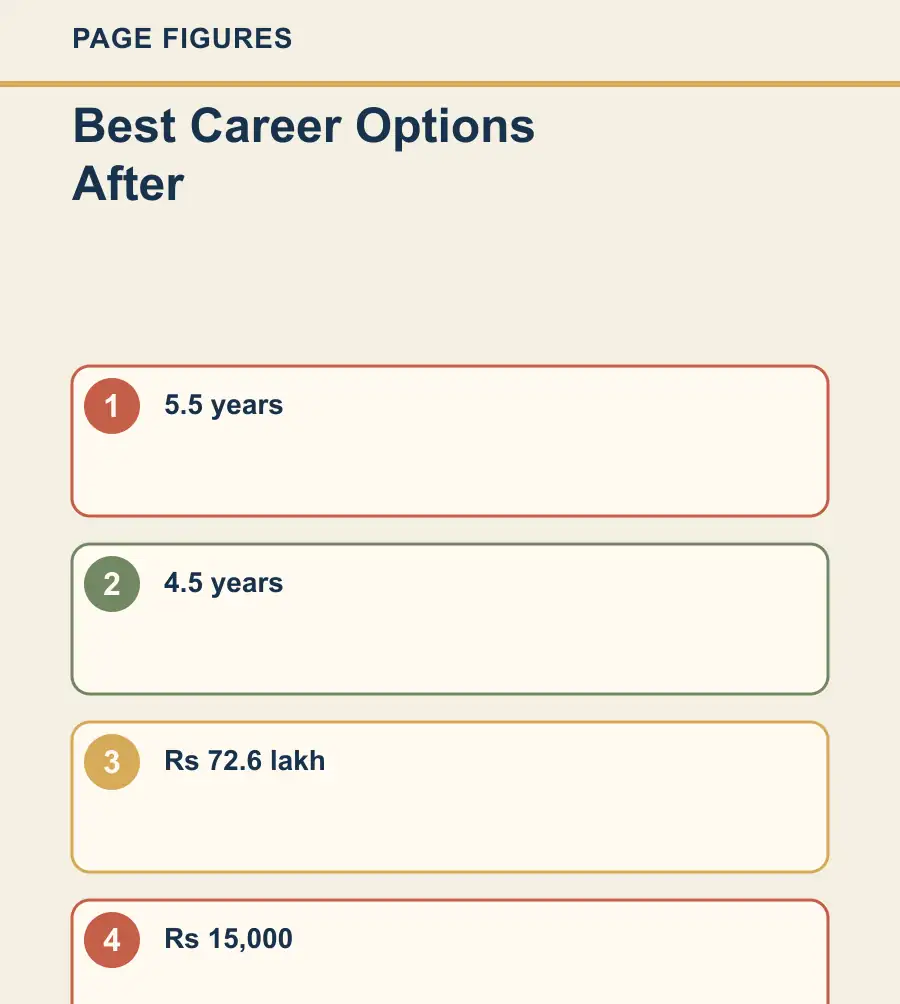 PAGE FIGURES
Best Career Options
After
1 5.5 years
2 4.5 years
3 Rs 72.6 lakh
4 Rs 15,000